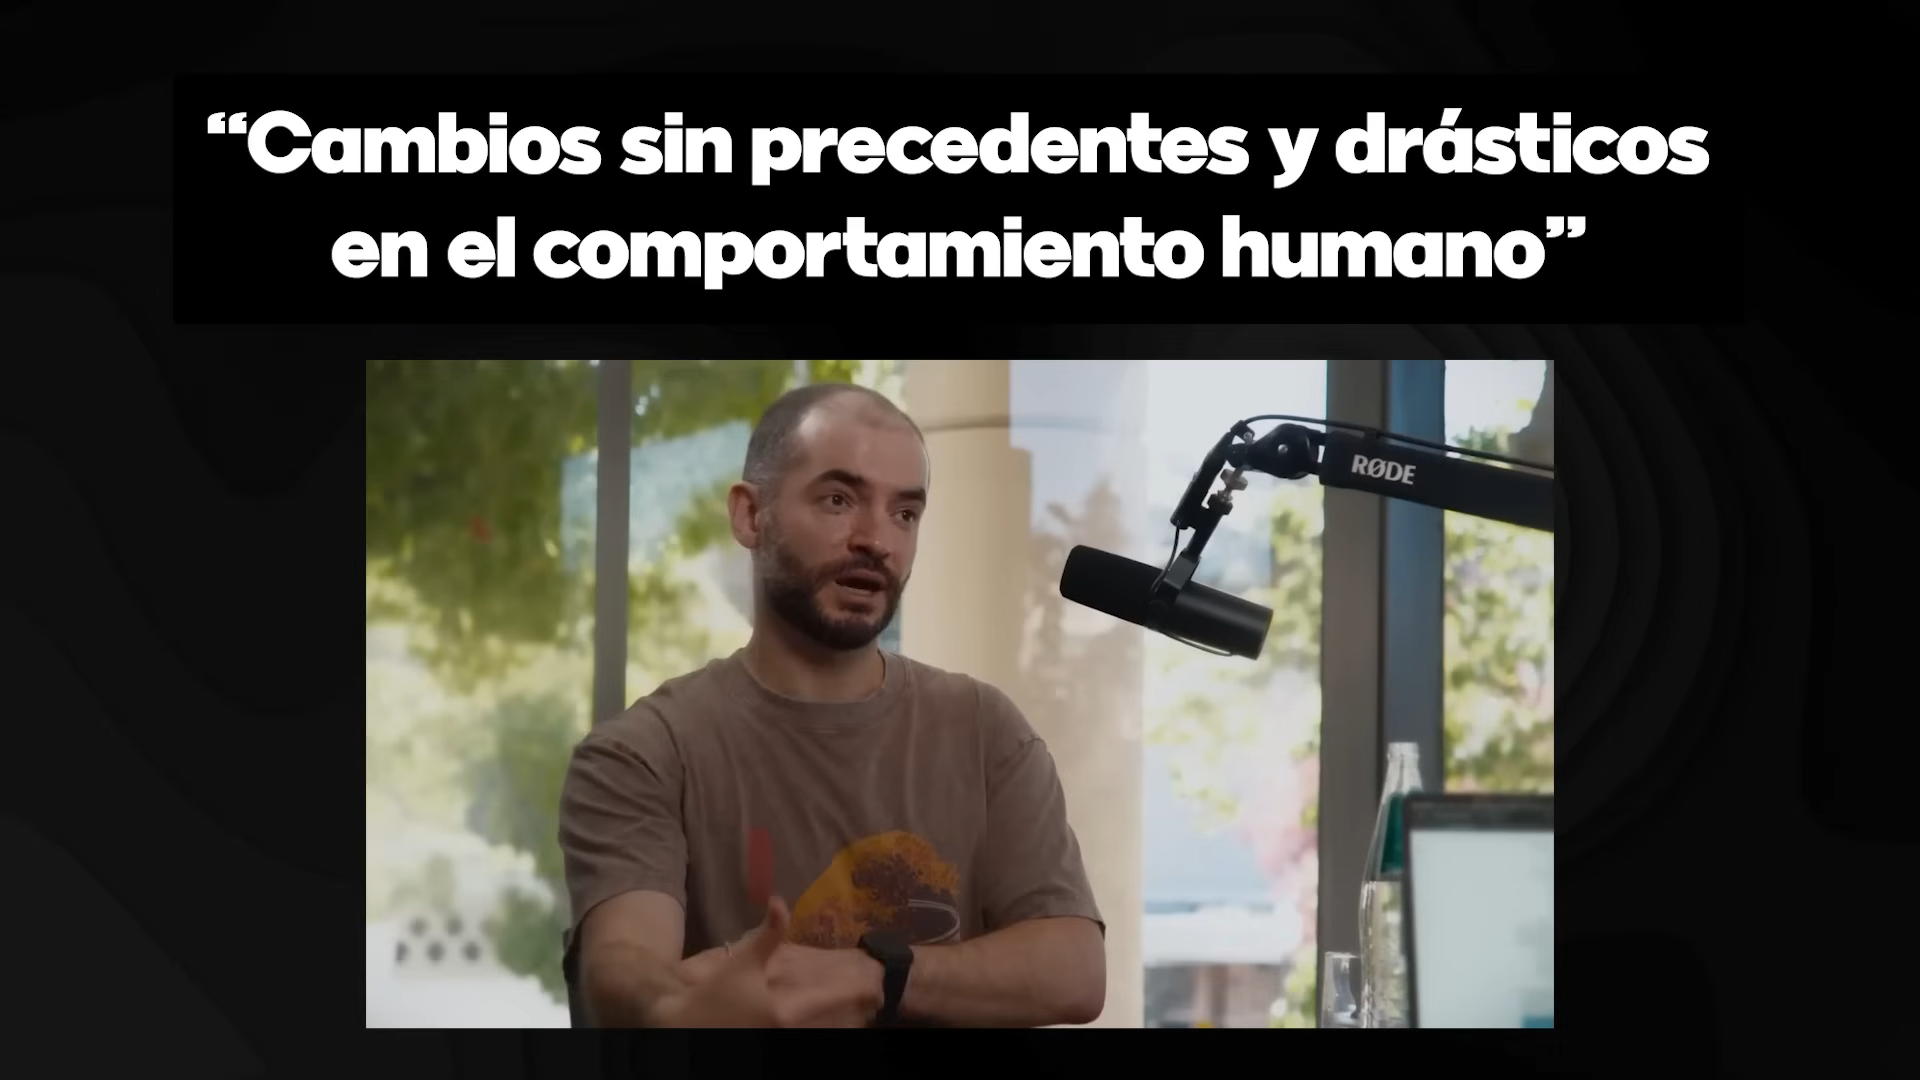 “Cambios sin precedentes y drásticos
en el comportamiento humano”
RØDE